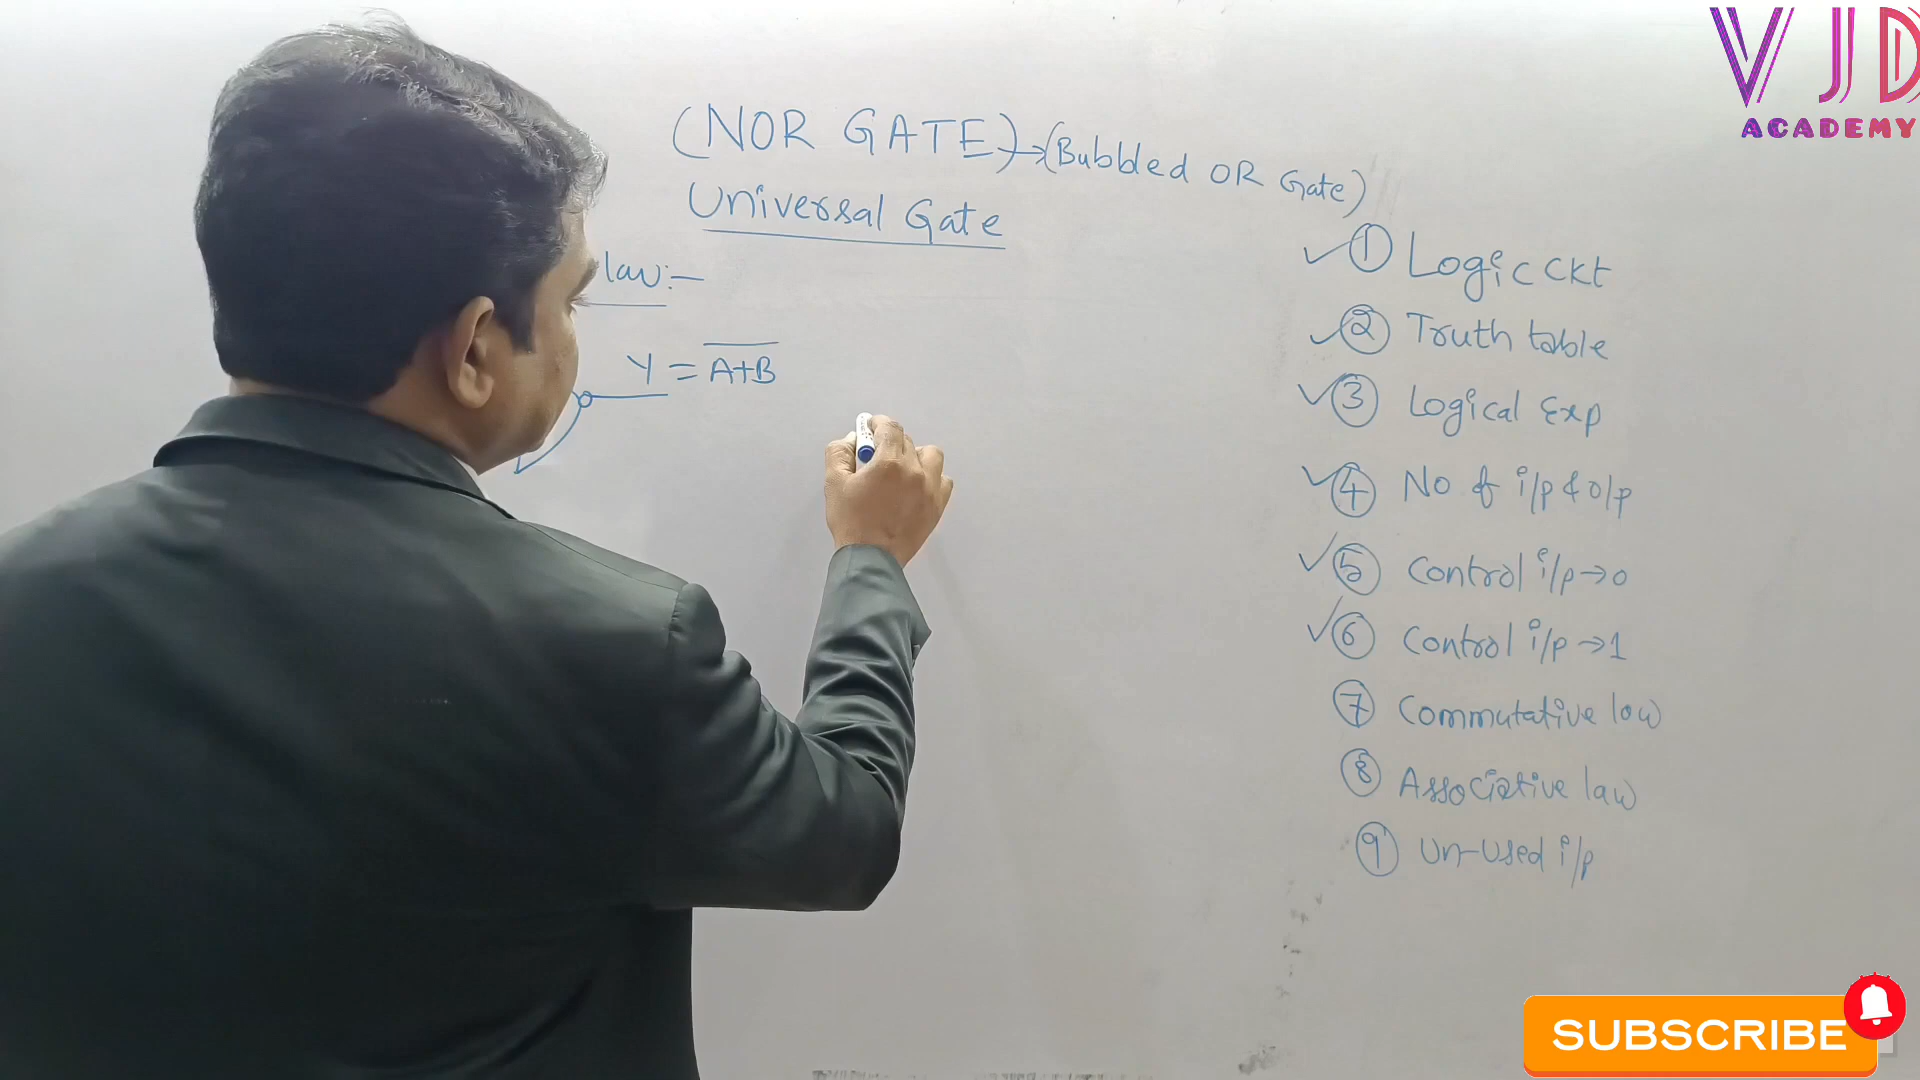 VJD
ACADEMY
(NOR GATE)→(Bubbled OR Gate)
Universal Gate
law:-
Y = A̅+̅B̅
① Logic Ckt
② Truth table
③ Logical Exp
④ No of i/p & o/p
⑤ Control i/p→0
⑥ Control i/p→1
⑦ Commutative law
⑧ Associative law
⑨ Un-Used i/p
SUBSCRIBE